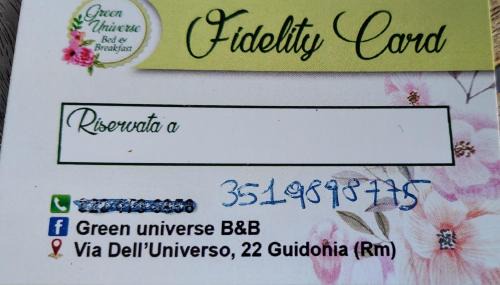 Green
Universe
Bed &
Breakfast
Fidelity Card
Riservata a
3519898775
Green universe B&B
Via Dell'Universo, 22 Guidonia (Rm)